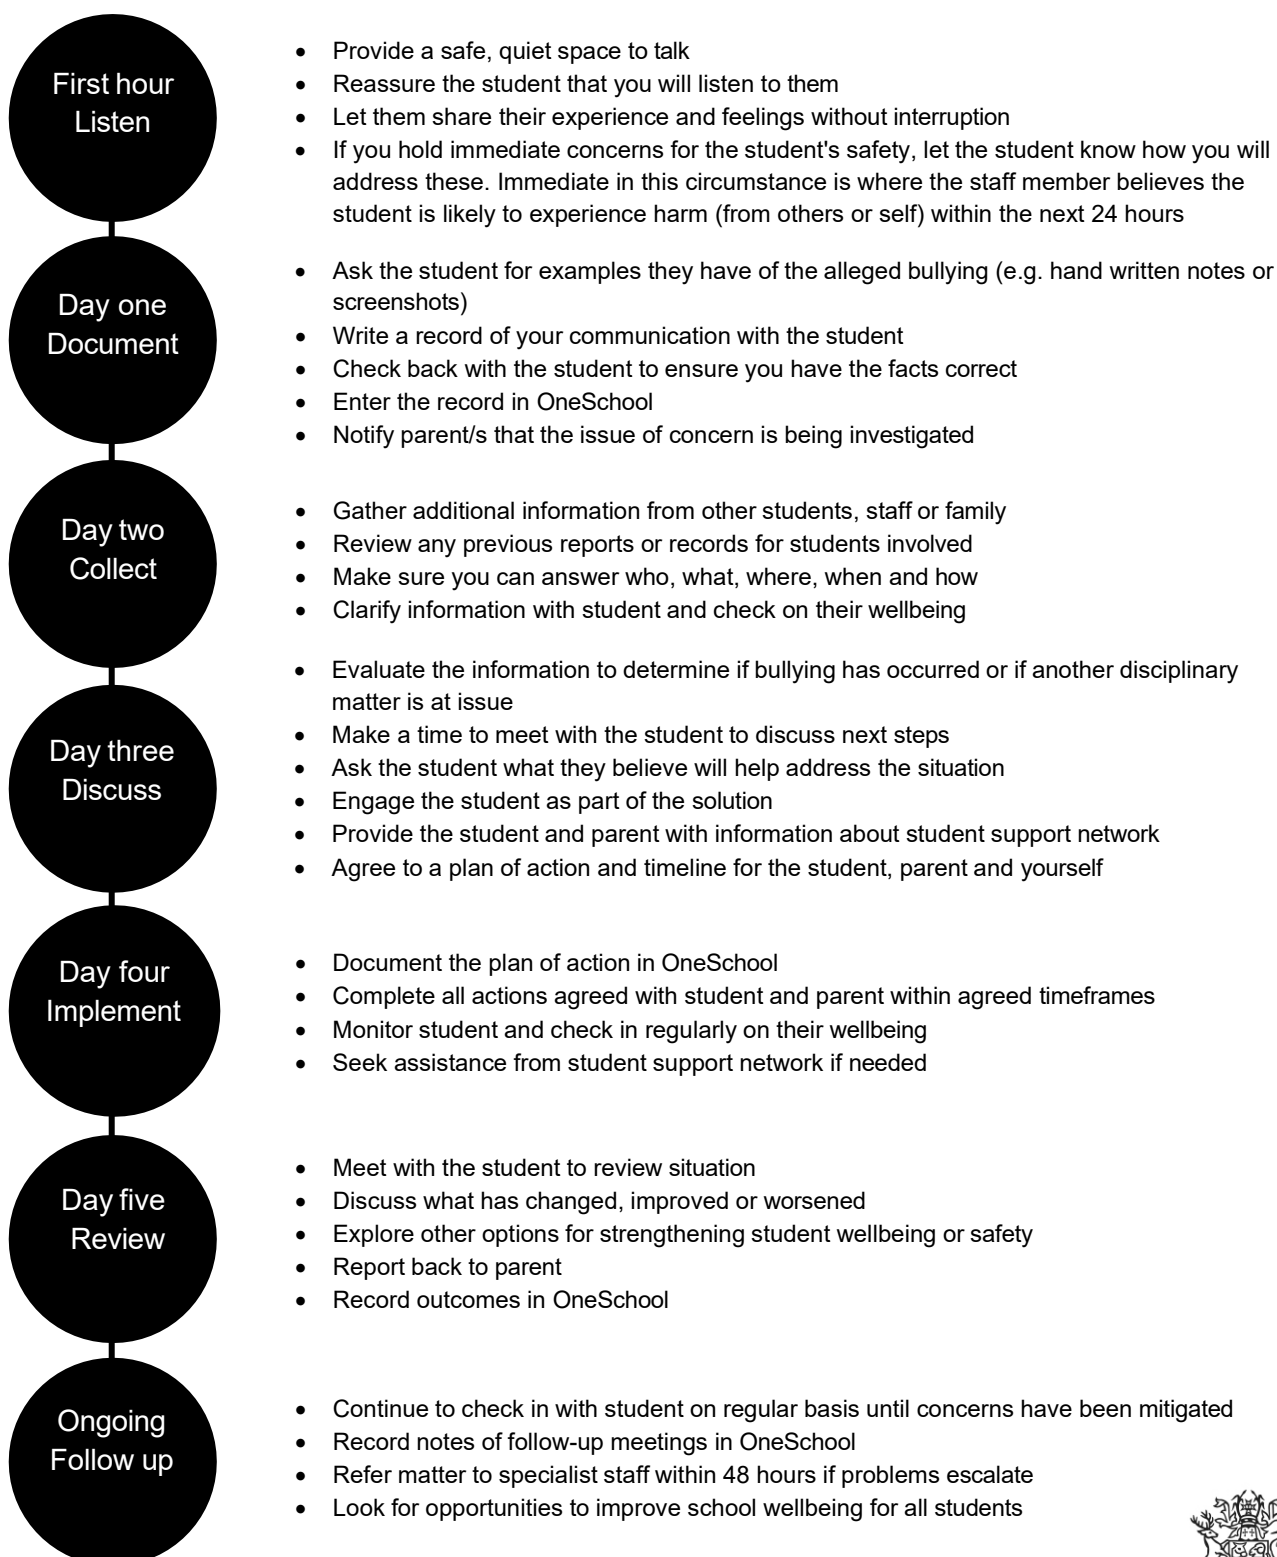 First hour
Listen
• Provide a safe, quiet space to talk
• Reassure the student that you will listen to them
• Let them share their experience and feelings without interruption
• If you hold immediate concerns for the student's safety, let the student know how you will
address these. Immediate in this circumstance is where the staff member believes the
student is likely to experience harm (from others or self) within the next 24 hours
Day one
Document
• Ask the student for examples they have of the alleged bullying (e.g. hand written notes or
screenshots)
• Write a record of your communication with the student
• Check back with the student to ensure you have the facts correct
• Enter the record in OneSchool
• Notify parent/s that the issue of concern is being investigated
Day two
Collect
• Gather additional information from other students, staff or family
• Review any previous reports or records for students involved
• Make sure you can answer who, what, where, when and how
• Clarify information with student and check on their wellbeing
Day three
Discuss
• Evaluate the information to determine if bullying has occurred or if another disciplinary
matter is at issue
• Make a time to meet with the student to discuss next steps
• Ask the student what they believe will help address the situation
• Engage the student as part of the solution
• Provide the student and parent with information about student support network
• Agree to a plan of action and timeline for the student, parent and yourself
Day four
Implement
• Document the plan of action in OneSchool
• Complete all actions agreed with student and parent within agreed timeframes
• Monitor student and check in regularly on their wellbeing
• Seek assistance from student support network if needed
Day five
Review
• Meet with the student to review situation
• Discuss what has changed, improved or worsened
• Explore other options for strengthening student wellbeing or safety
• Report back to parent
• Record outcomes in OneSchool
Ongoing
Follow up
• Continue to check in with student on regular basis until concerns have been mitigated
• Record notes of follow-up meetings in OneSchool
• Refer matter to specialist staff within 48 hours if problems escalate
• Look for opportunities to improve school wellbeing for all students